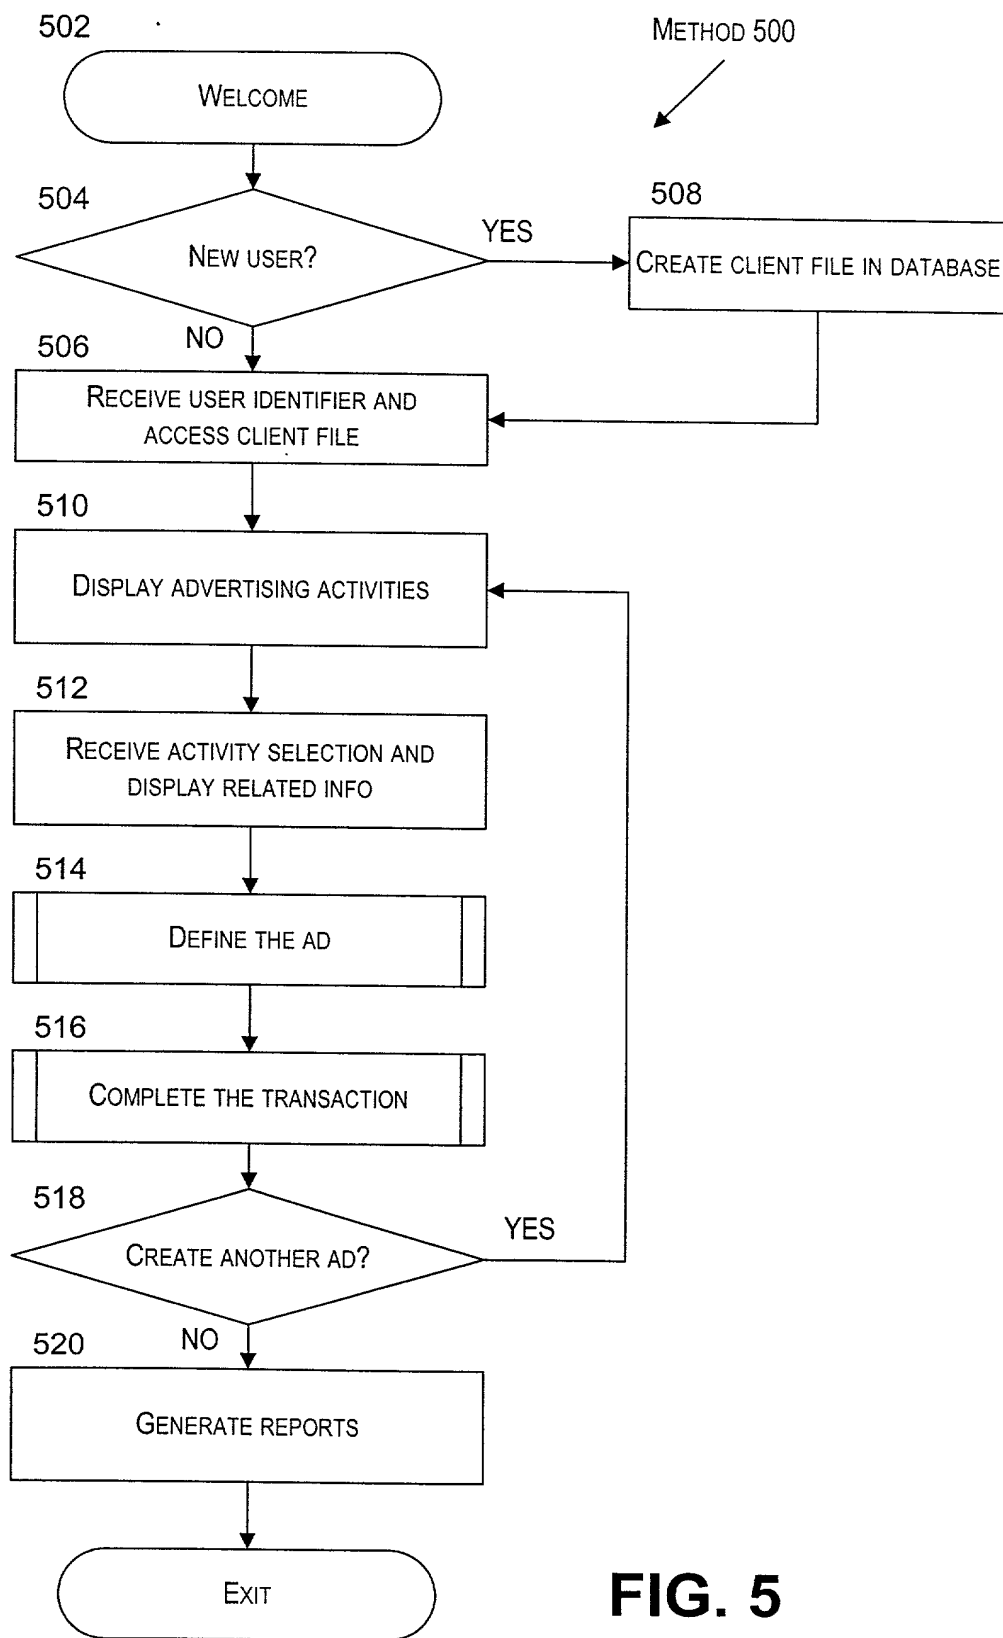 502
METHOD 500
WELCOME
504
NEW USER?
YES
508
CREATE CLIENT FILE IN DATABASE
NO
506
RECEIVE USER IDENTIFIER AND
ACCESS CLIENT FILE
510
DISPLAY ADVERTISING ACTIVITIES
512
RECEIVE ACTIVITY SELECTION AND
DISPLAY RELATED INFO
514
DEFINE THE AD
516
COMPLETE THE TRANSACTION
518
CREATE ANOTHER AD?
YES
NO
520
GENERATE REPORTS
EXIT
FIG. 5